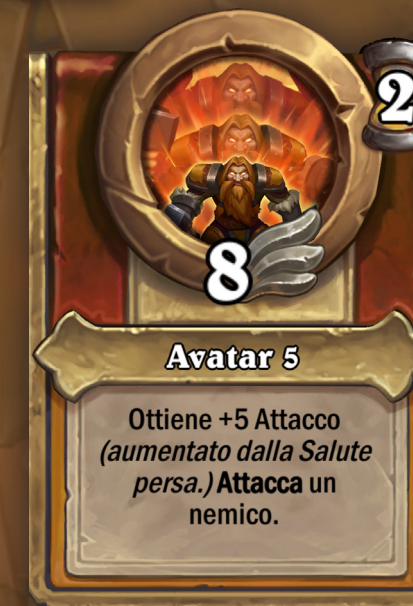 2
8
Avatar 5
Ottiene +5 Attacco
(aumentato dalla Salute
persa.) Attacca un
nemico.